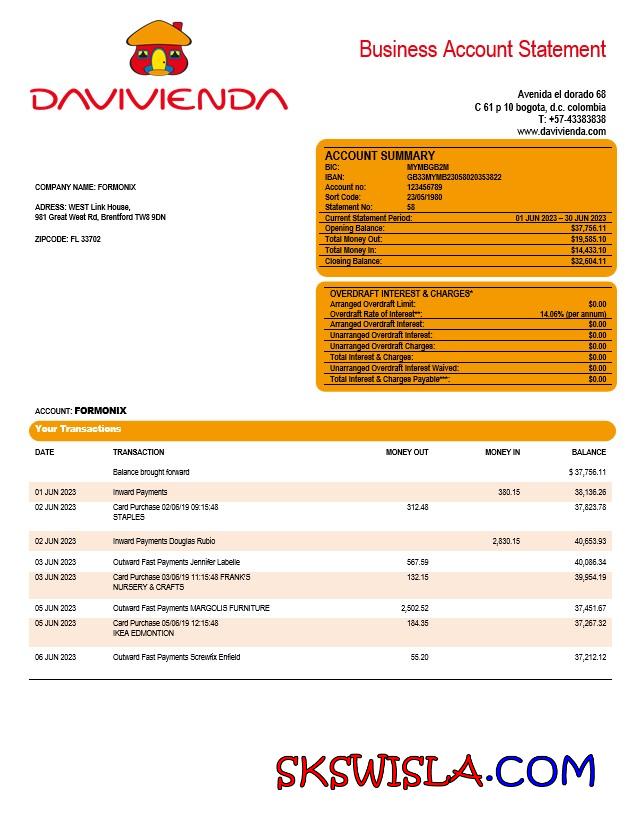 DAVIVIENDA
Business Account Statement
Avenida el dorado 68
C 61 p 10 bogota, d.c. colombia
T: +57-43383838
www.davivienda.com
COMPANY NAME: FORMONIX
ADRESS: WEST Link House,
981 Great West Rd, Brentford TW8 9DN
ZIPCODE: FL 33702
ACCOUNT SUMMARY
BIC: MYMBGB2M
IBAN: GB33MYMB23058020353822
Account no: 123456789
Sort Code: 23/05/1980
Statement No: 58
Current Statement Period: 01 JUN 2023 – 30 JUN 2023
Opening Balance: $37,756.11
Total Money Out: $19,585.10
Total Money In: $14,433.10
Closing Balance: $32,604.11
OVERDRAFT INTEREST & CHARGES*
Arranged Overdraft Limit: $0.00
Overdraft Rate of Interest**: 14.06% (per annum)
Arranged Overdraft Interest: $0.00
Unarranged Overdraft Interest: $0.00
Unarranged Overdraft Charges: $0.00
Total Interest & Charges: $0.00
Unarranged Overdraft Interest Waived: $0.00
Total Interest & Charges Payable***: $0.00
ACCOUNT: FORMONIX
Your Transactions
DATE TRANSACTION MONEY OUT MONEY IN BALANCE
Balance brought forward $ 37,756.11
01 JUN 2023 Inward Payments 380.15 38,136.26
02 JUN 2023 Card Purchase 02/06/19 09:15:48 312.48 37,823.78
STAPLES
02 JUN 2023 Inward Payments Douglas Rubio 2,830.15 40,653.93
03 JUN 2023 Outward Fast Payments Jennifer Labelle 567.59 40,086.34
03 JUN 2023 Card Purchase 03/06/19 11:15:48 FRANK'S 132.15 39,954.19
NURSERY & CRAFTS
05 JUN 2023 Outward Fast Payments MARGOLIS FURNITURE 2,502.52 37,451.67
05 JUN 2023 Card Purchase 05/06/19 12:15:48 184.35 37,267.32
IKEA EDMONTION
06 JUN 2023 Outward Fast Payments Screwfix Enfield 55.20 37,212.12
SKSWISLA.COM